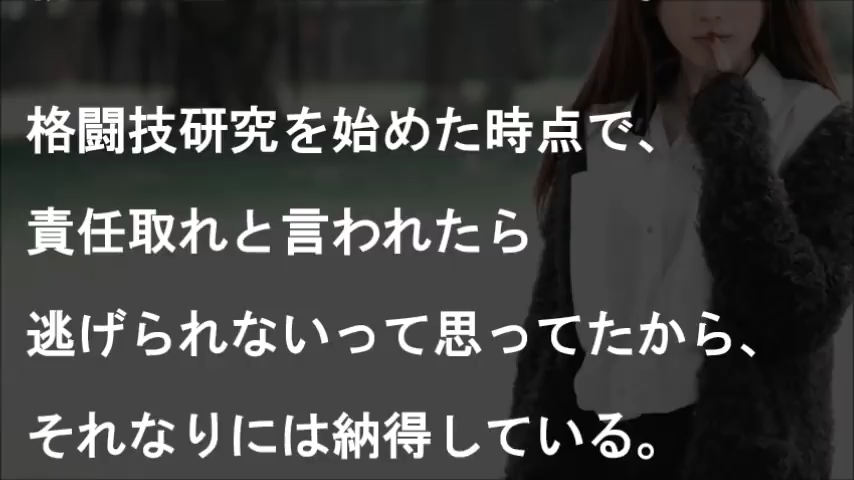 格闘技研究を始めた時点で、
責任取れと言われたら
逃げられないって思ってたから、
それなりには納得している。